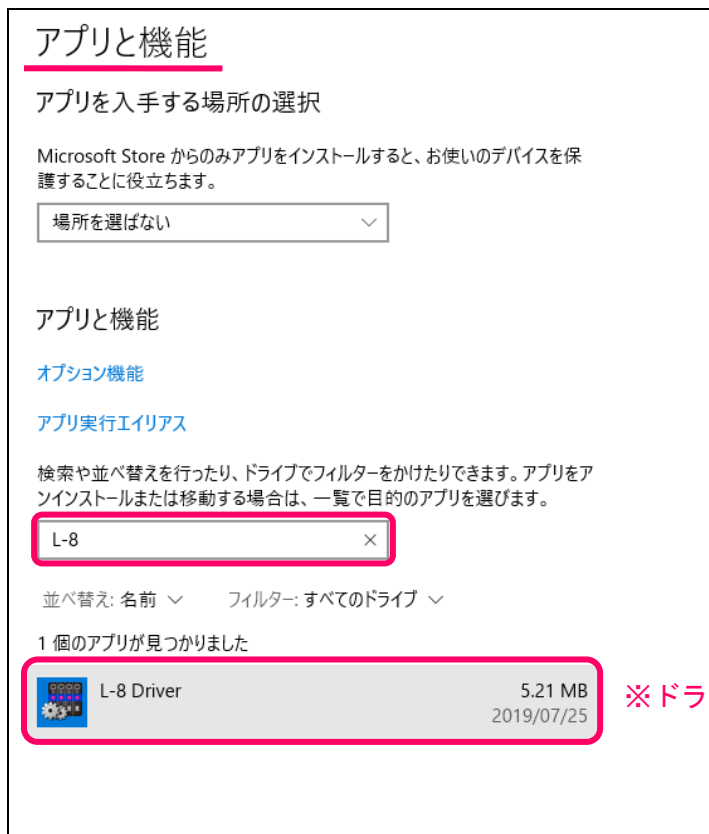 アプリと機能
アプリを入手する場所の選択
Microsoft Store からのみアプリをインストールすると、お使いのデバイスを保
護することに役立ちます。
場所を選ばない
アプリと機能
オプション機能
アプリ実行エイリアス
検索や並べ替えを行ったり、ドライブでフィルターをかけたりできます。アプリをア
ンインストールまたは移動する場合は、一覧で目的のアプリを選びます。
L-8
並べ替え: 名前 フィルター: すべてのドライブ
1 個のアプリが見つかりました
L-8 Driver 5.21 MB
2019/07/25
※ドラ